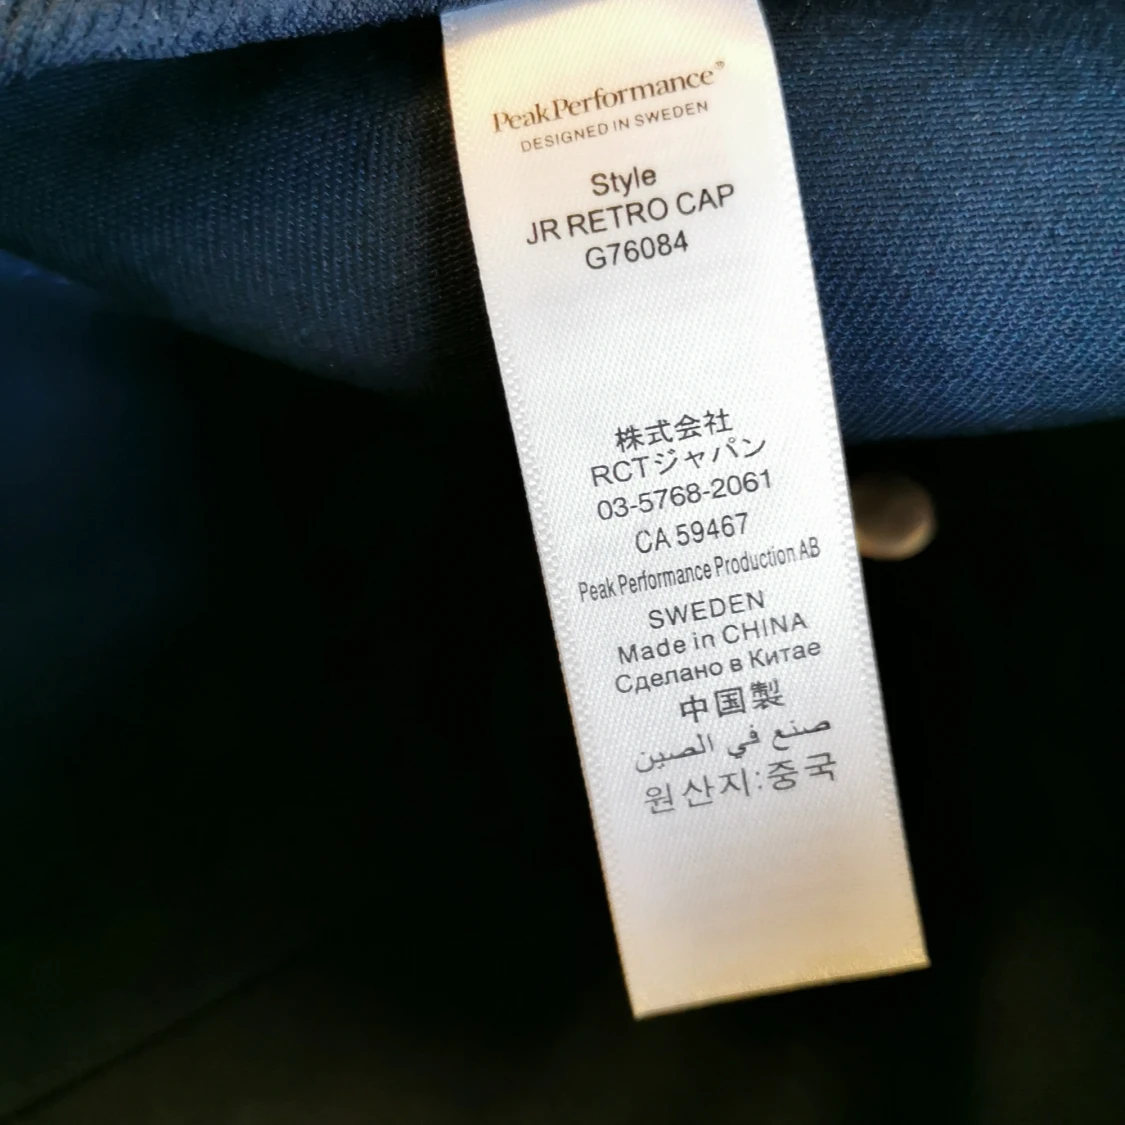 PeakPerformance®
DESIGNED IN SWEDEN
Style
JR RETRO CAP
G76084
株式会社
RCTジャパン
03-5768-2061
CA 59467
Peak Performance Production AB
SWEDEN
Made in CHINA
Сделано в Китае
中国製
صنع في الصين
원산지:중국